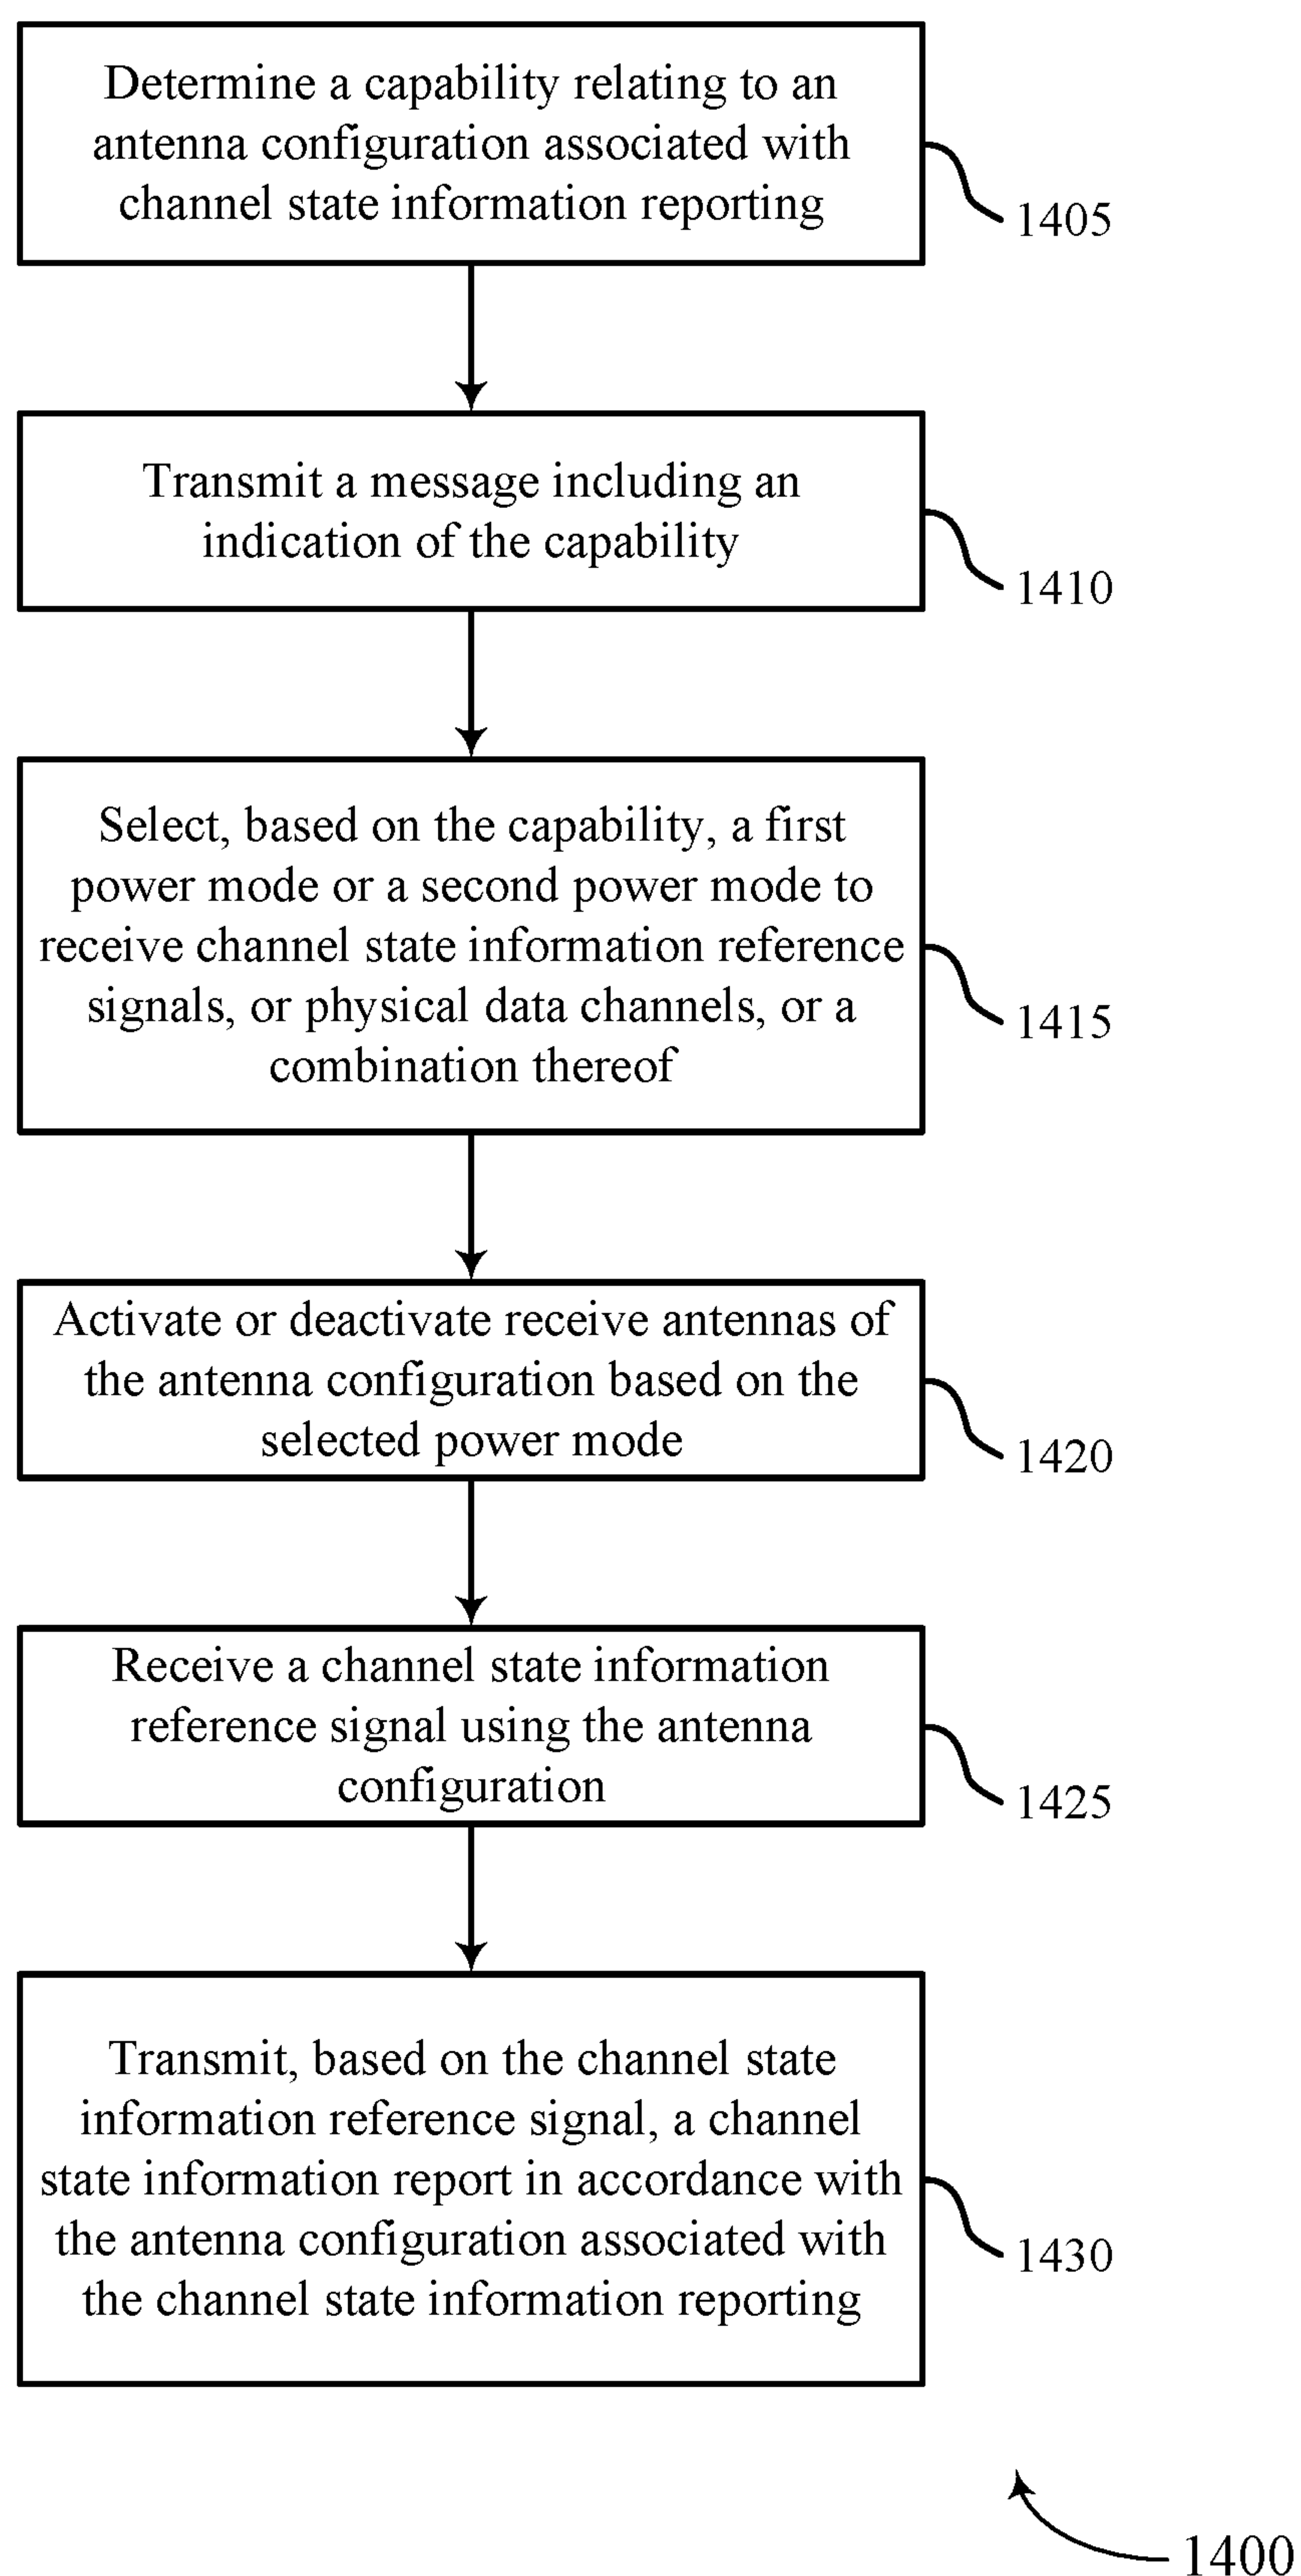 Determine a capability relating to an
antenna configuration associated with
channel state information reporting
1405
Transmit a message including an
indication of the capability
1410
Select, based on the capability, a first
power mode or a second power mode to
receive channel state information reference
signals, or physical data channels, or a
combination thereof
1415
Activate or deactivate receive antennas of
the antenna configuration based on the
selected power mode
1420
Receive a channel state information
reference signal using the antenna
configuration
1425
Transmit, based on the channel state
information reference signal, a channel
state information report in accordance with
the antenna configuration associated with
the channel state information reporting
1430
1400